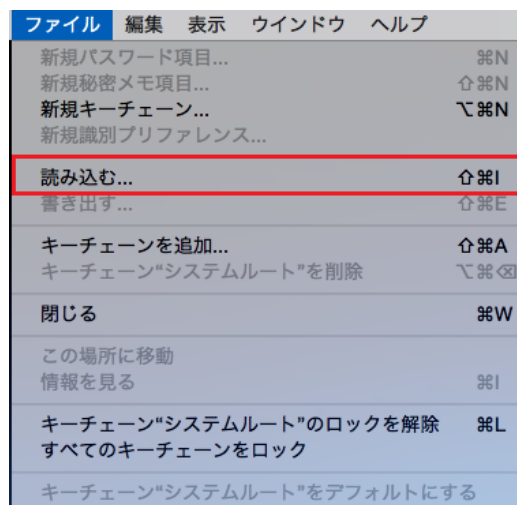 ファイル 編集 表示 ウインドウ ヘルプ
新規パスワード項目... ⌘N
新規秘密メモ項目... ⇧⌘N
新規キーチェーン... ⌥⌘N
新規識別プリファレンス...
読み込む... ⇧⌘I
書き出す... ⇧⌘E
キーチェーンを追加... ⇧⌘A
キーチェーン“システムルート”を削除 ⌥⌘⌫
閉じる ⌘W
この場所に移動
情報を見る ⌘I
キーチェーン“システムルート”のロックを解除 ⌘L
すべてのキーチェーンをロック
キーチェーン“システムルート”をデフォルトにする